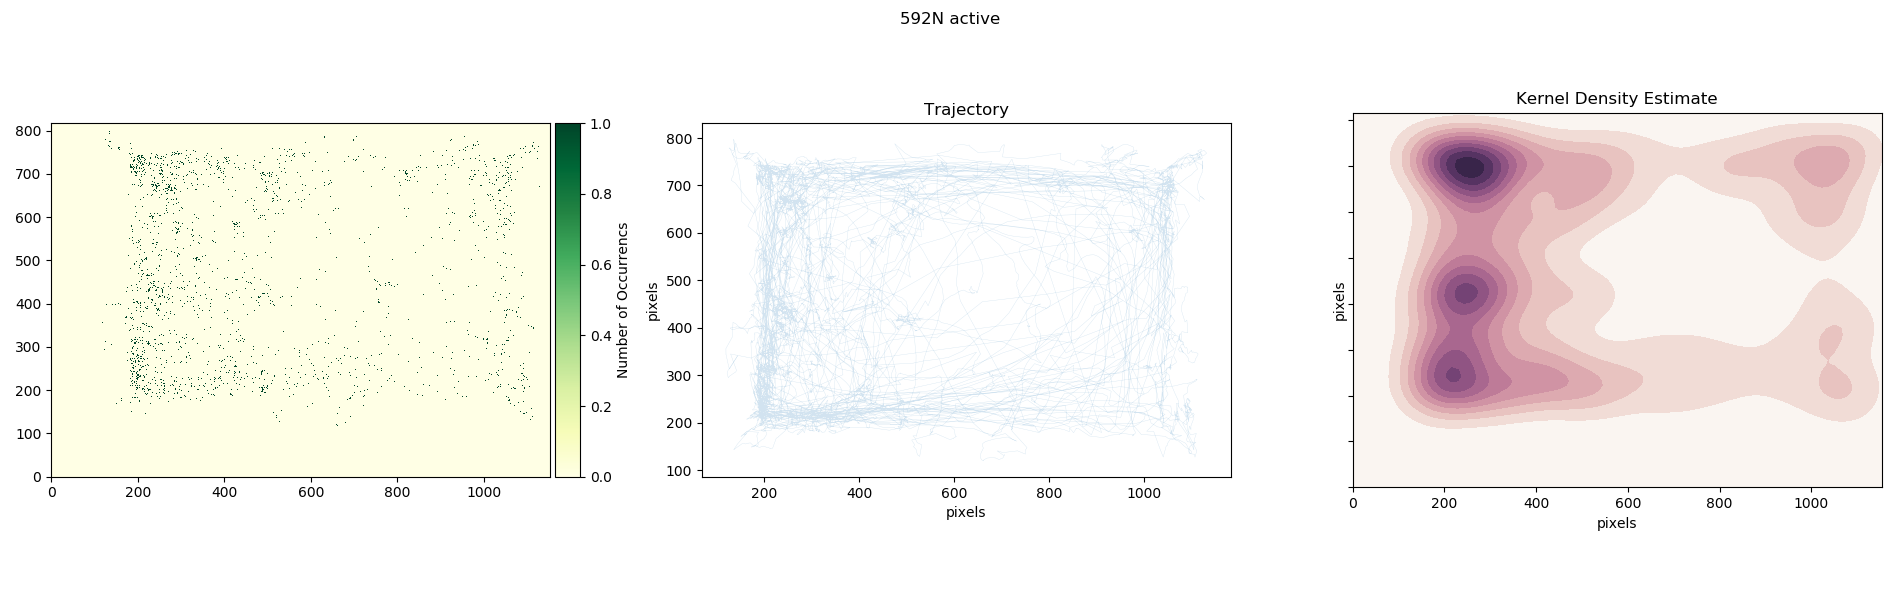 592N active
800
700
600
500
400
300
200
100
0
0 200 400 600 800 1000
1.0
0.8
0.6
0.4
0.2
0.0
Number of Occurrencs
Trajectory
800
700
600
500
400
300
200
100
pixels
200 400 600 800 1000
pixels
Kernel Density Estimate
pixels
0 200 400 600 800 1000
pixels